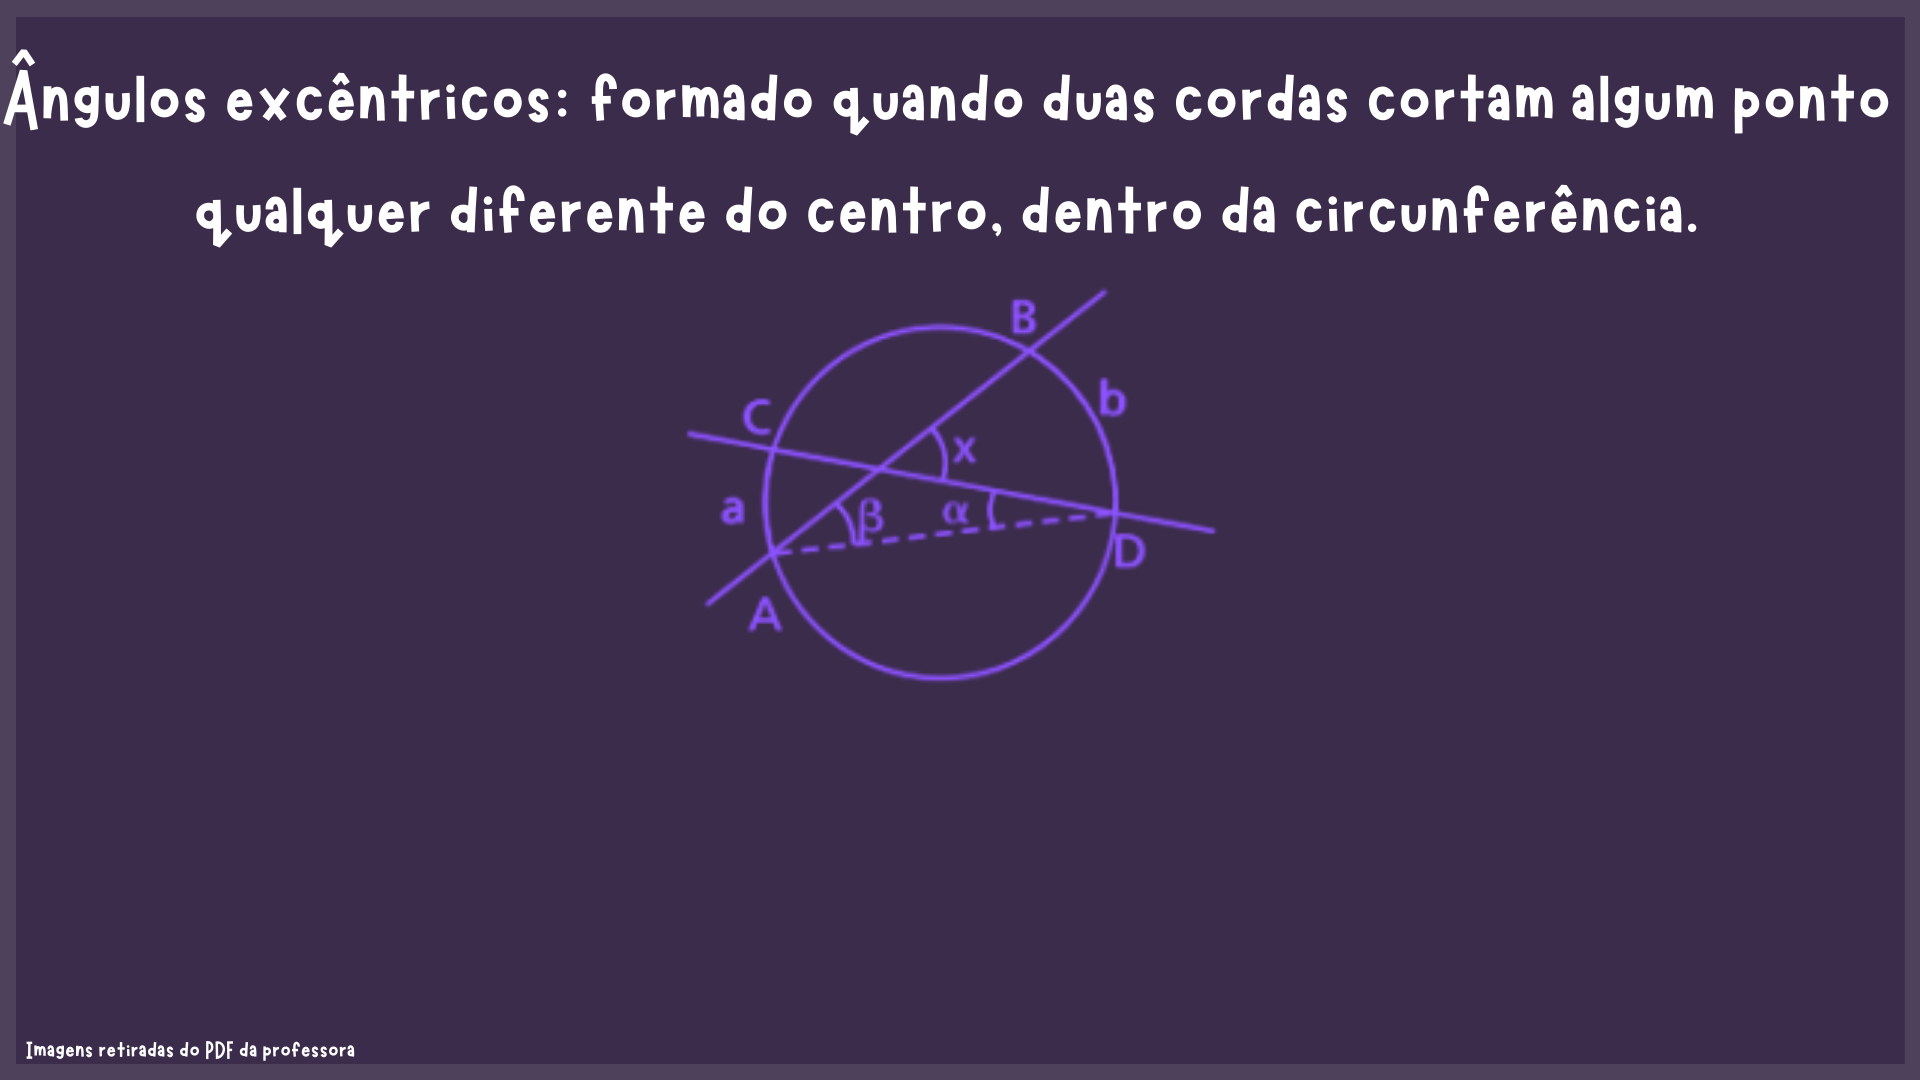 Ângulos excêntricos: formado quando duas cordas cortam algum ponto
qualquer diferente do centro, dentro da circunferência.
B
b
C
x
a
β
α
D
A
Imagens retiradas do PDF da professora